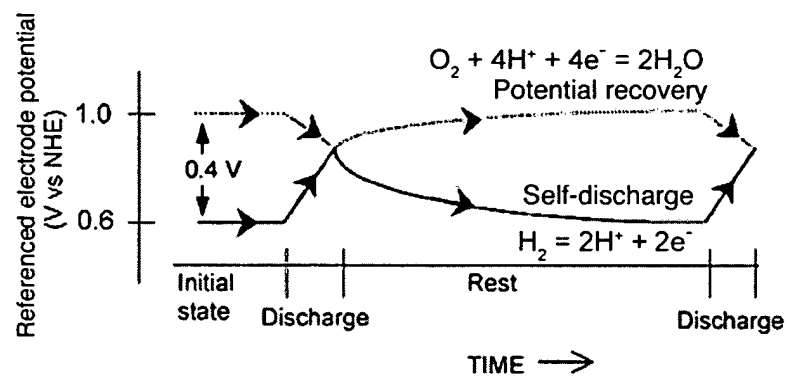 Referenced electrode potential
(V vs NHE)
1.0
0.6
0.4 V
O₂ + 4H⁺ + 4e⁻ = 2H₂O
Potential recovery
Self-discharge
H₂ = 2H⁺ + 2e⁻
Initial
state
Discharge
Rest
Discharge
TIME